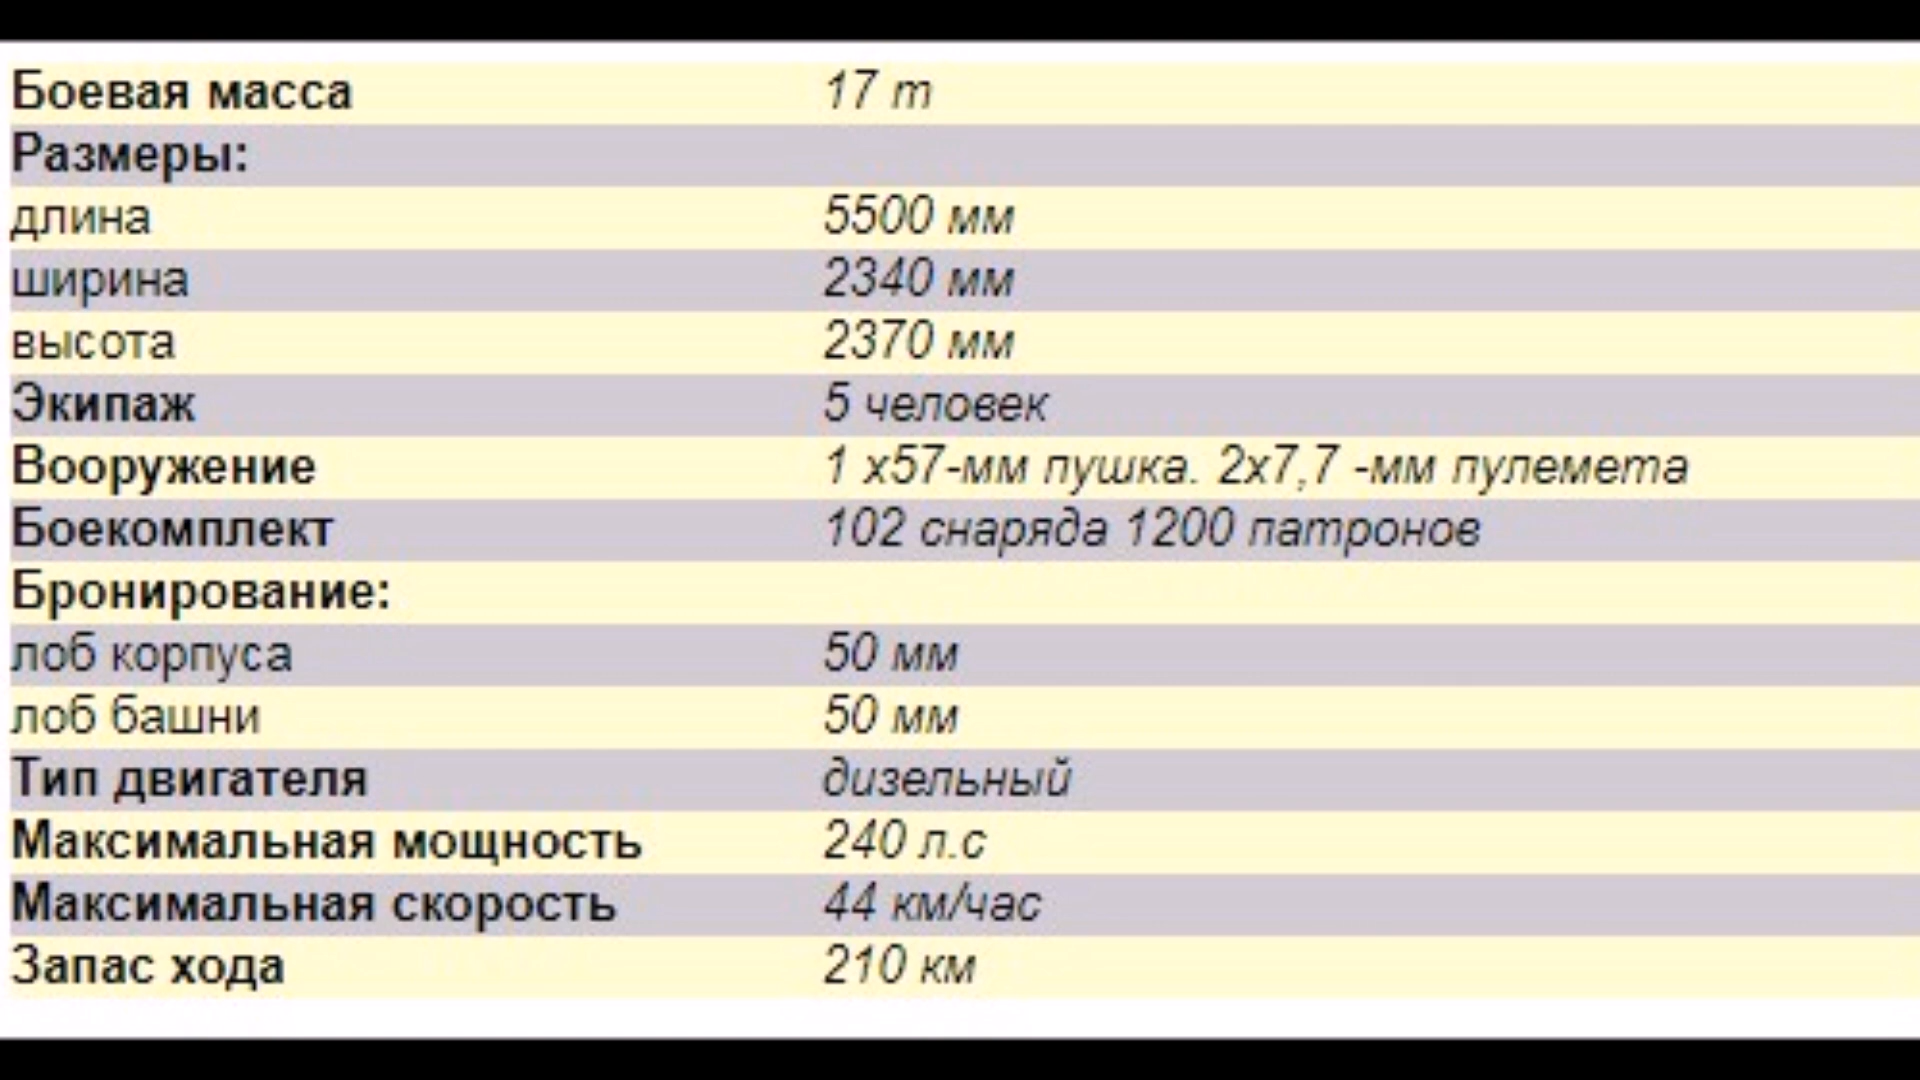 Боевая масса 17 т
Размеры:
длина 5500 мм
ширина 2340 мм
высота 2370 мм
Экипаж 5 человек
Вооружение 1 х57-мм пушка. 2х7,7 -мм пулемета
Боекомплект 102 снаряда 1200 патронов
Бронирование:
лоб корпуса 50 мм
лоб башни 50 мм
Тип двигателя дизельный
Максимальная мощность 240 л.с
Максимальная скорость 44 км/час
Запас хода 210 км